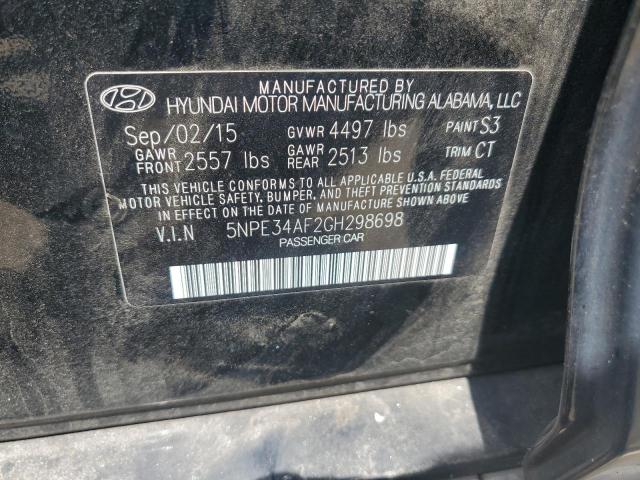 MANUFACTURED BY
HYUNDAI MOTOR MANUFACTURING ALABAMA, LLC
Sep/02/15 GVWR 4497 lbs PAINT S3
GAWR FRONT 2557 lbs GAWR REAR 2513 lbs TRIM CT
THIS VEHICLE CONFORMS TO ALL APPLICABLE U.S.A. FEDERAL
MOTOR VEHICLE SAFETY, BUMPER, AND THEFT PREVENTION
STANDARDS IN EFFECT ON THE DATE OF MANUFACTURE SHOWN ABOVE.
V.I.N 5NPE34AF2GH298698
PASSENGER CAR